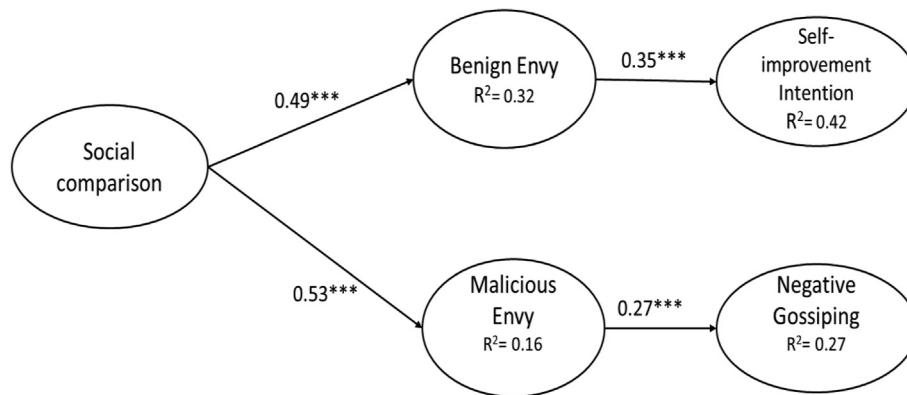 Social
comparison
0.49***
0.53***
Benign Envy
R²= 0.32
0.35***
Self-
improvement
Intention
R²= 0.42
Malicious
Envy
R²= 0.16
0.27***
Negative
Gossiping
R²= 0.27